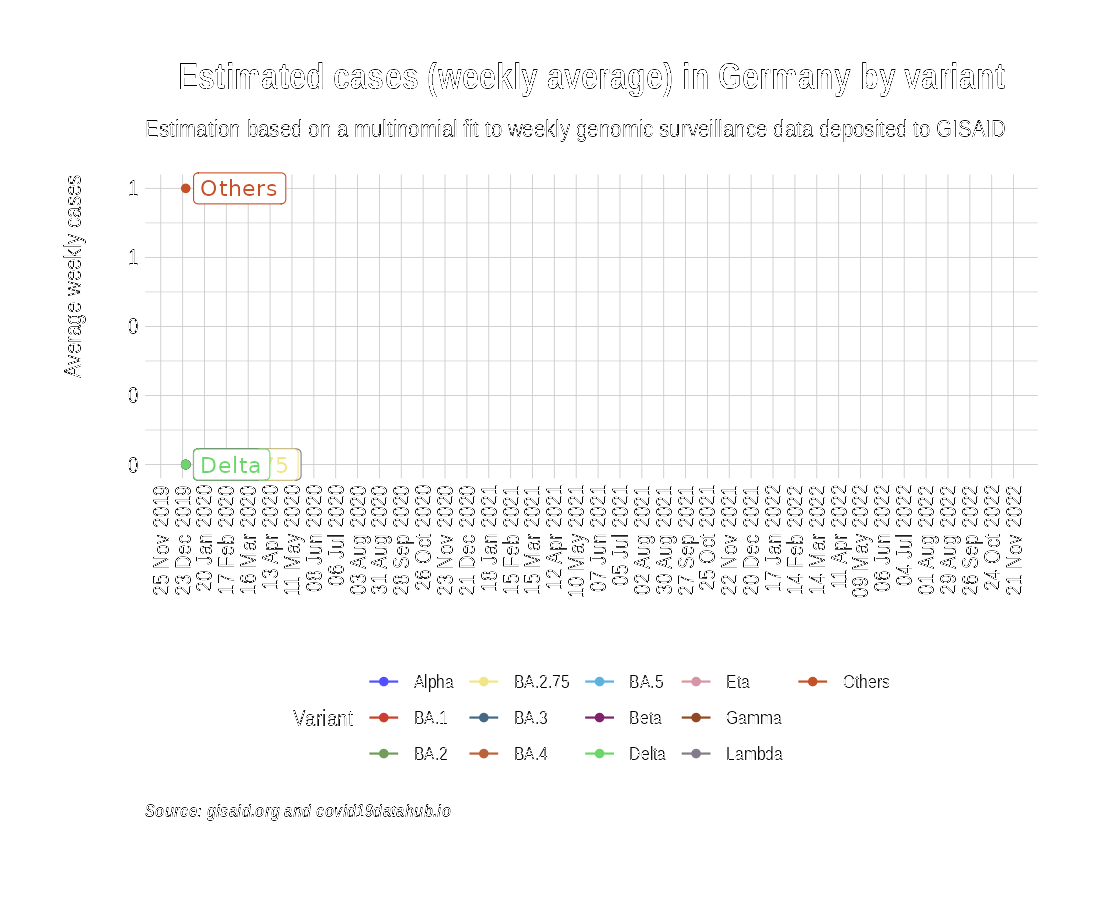 Estimated cases (weekly average) in Germany by variant
Estimation based on a multinomial fit to weekly genomic surveillance data deposited to GISAID
Average weekly cases
1
1
0
0
0
Others
Delta
75
25 Nov 2019
23 Dec 2019
20 Jan 2020
17 Feb 2020
16 Mar 2020
13 Apr 2020
11 May 2020
08 Jun 2020
06 Jul 2020
03 Aug 2020
31 Aug 2020
28 Sep 2020
26 Oct 2020
23 Nov 2020
21 Dec 2020
18 Jan 2021
15 Feb 2021
15 Mar 2021
12 Apr 2021
10 May 2021
07 Jun 2021
05 Jul 2021
02 Aug 2021
30 Aug 2021
27 Sep 2021
25 Oct 2021
22 Nov 2021
20 Dec 2021
17 Jan 2022
14 Feb 2022
14 Mar 2022
11 Apr 2022
09 May 2022
06 Jun 2022
04 Jul 2022
01 Aug 2022
29 Aug 2022
26 Sep 2022
24 Oct 2022
21 Nov 2022
Variant
Alpha BA.2.75 BA.5 Eta Others
BA.1 BA.3 Beta Gamma
BA.2 BA.4 Delta Lambda
Source: gisaid.org and covid19datahub.io